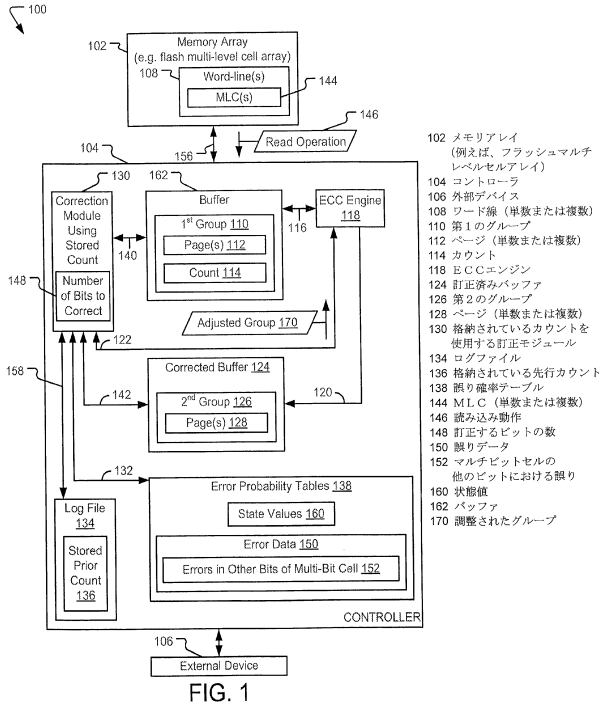 100
102
Memory Array
(e.g. flash multi-level cell array)
108
Word-line(s)
144
MLC(s)
146
156
Read Operation
104
130
Correction
Module
Using
Stored
Count
148
Number
of Bits to
Correct
140
162
Buffer
1st Group 110
Page(s) 112
Count 114
116
ECC Engine
118
Adjusted Group 170
122
158
142
Corrected Buffer 124
2nd Group 126
Page(s) 128
120
132
Log File
134
Stored
Prior
Count
136
Error Probability Tables 138
State Values 160
Error Data 150
Errors in Other Bits of Multi-Bit Cell 152
CONTROLLER
106
External Device
FIG. 1
102 メモリアレイ
(例えば、フラッシュマルチ
レベルセルアレイ)
104 コントローラ
106 外部デバイス
108 ワード線(単数または複数)
110 第1のグループ
112 ページ(単数または複数)
114 カウント
118 ECCエンジン
124 訂正済みバッファ
126 第2のグループ
128 ページ(単数または複数)
130 格納されているカウントを
使用する訂正モジュール
134 ログファイル
136 格納されている先行カウント
138 誤り確率テーブル
144 MLC(単数または複数)
146 読み込み動作
148 訂正するビットの数
150 誤りデータ
152 マルチビットセルの
他のビットにおける誤り
160 状態値
162 バッファ
170 調整されたグループ